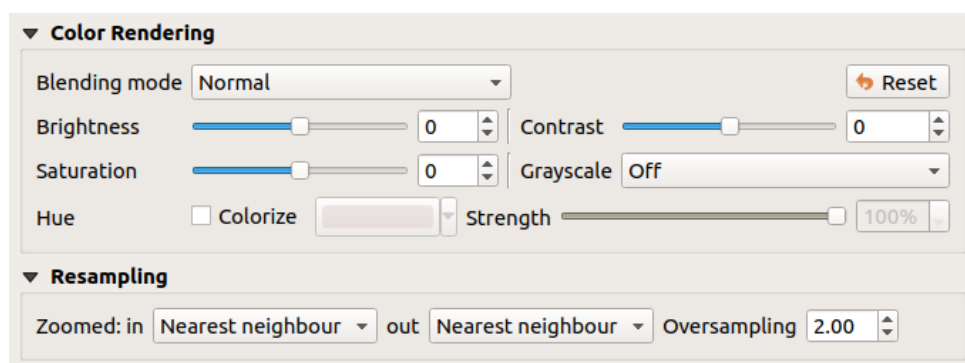 Color Rendering
Blending mode Normal Reset
Brightness 0 Contrast 0
Saturation 0 Grayscale Off
Hue Colorize Strength 100%
Resampling
Zoomed: in Nearest neighbour out Nearest neighbour Oversampling 2.00